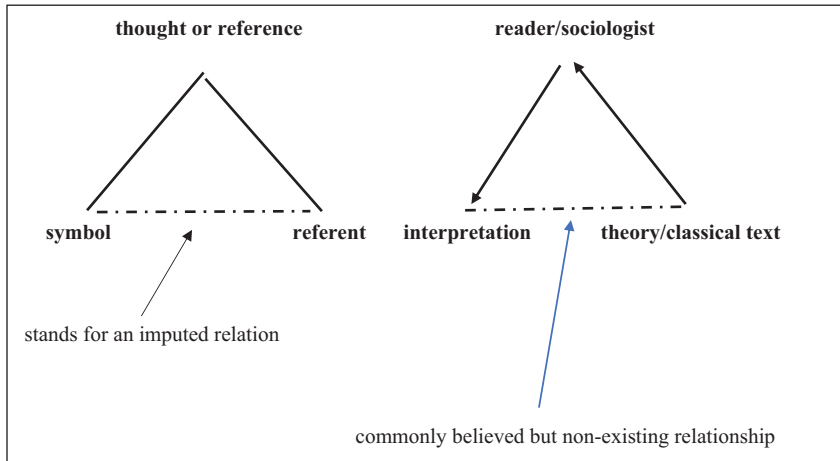 thought or reference
reader/sociologist
symbol
referent
interpretation
theory/classical text
stands for an imputed relation
commonly believed but non-existing relationship